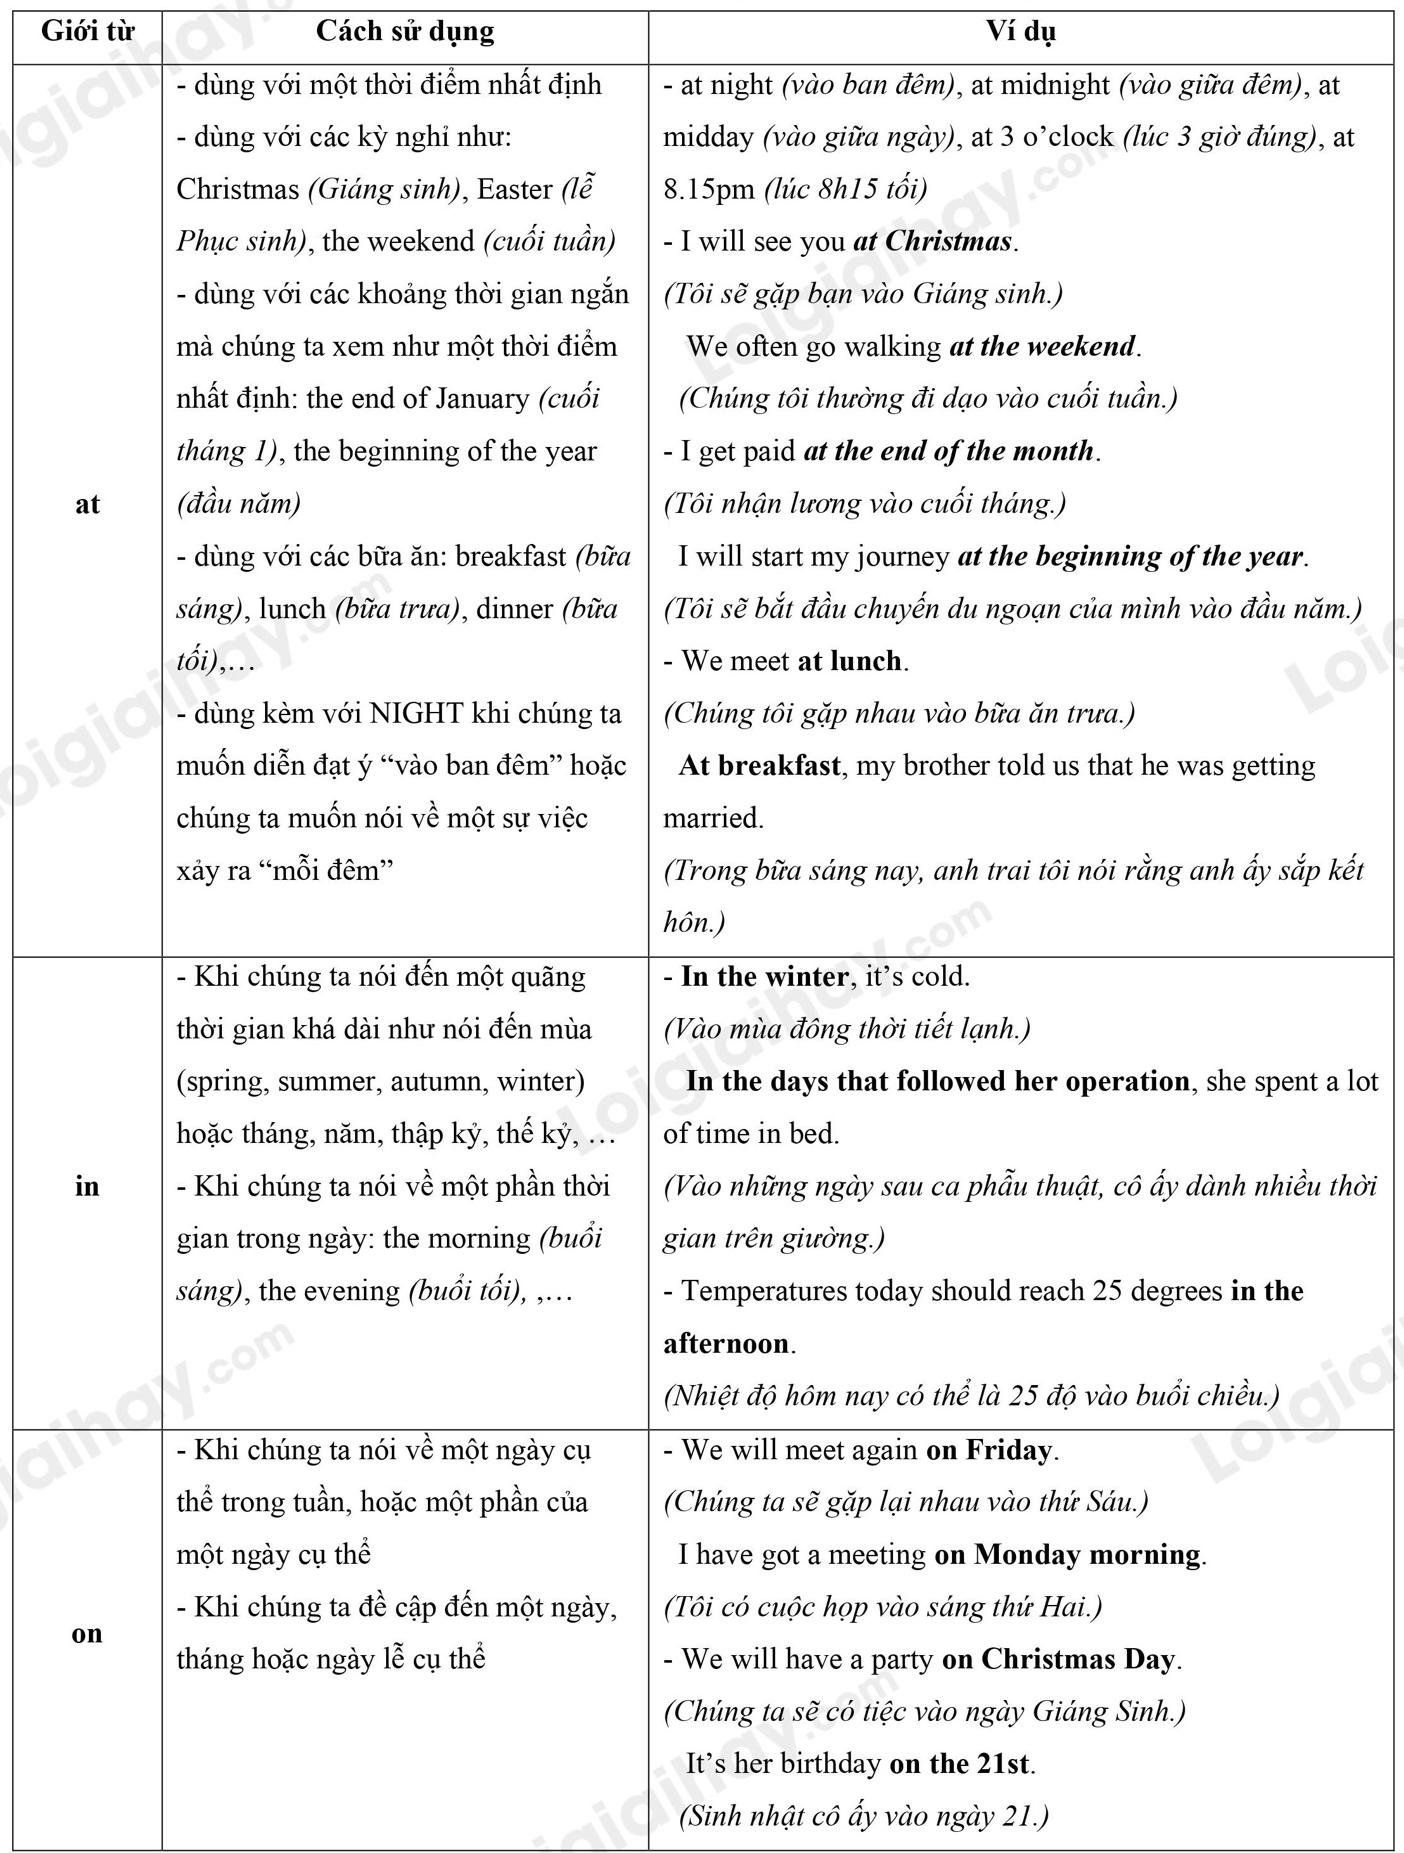 Giới từ
Cách sử dụng
Ví dụ
at
- dùng với một thời điểm nhất định
- dùng với các kỳ nghỉ như:
Christmas (Giáng sinh), Easter (lễ
Phục sinh), the weekend (cuối tuần)
- dùng với các khoảng thời gian ngắn
mà chúng ta xem như một thời điểm
nhất định: the end of January (cuối
tháng 1), the beginning of the year
(đầu năm)
- dùng với các bữa ăn: breakfast (bữa
sáng), lunch (bữa trưa), dinner (bữa
tối),…
- dùng kèm với NIGHT khi chúng ta
muốn diễn đạt ý “vào ban đêm” hoặc
chúng ta muốn nói về một sự việc
xảy ra “mỗi đêm”
- at night (vào ban đêm), at midnight (vào giữa đêm), at
midday (vào giữa ngày), at 3 o’clock (lúc 3 giờ đúng), at
8.15pm (lúc 8h15 tối)
- I will see you at Christmas.
(Tôi sẽ gặp bạn vào Giáng sinh.)
We often go walking at the weekend.
(Chúng tôi thường đi dạo vào cuối tuần.)
- I get paid at the end of the month.
(Tôi nhận lương vào cuối tháng.)
I will start my journey at the beginning of the year.
(Tôi sẽ bắt đầu chuyến du ngoạn của mình vào đầu năm.)
- We meet at lunch.
(Chúng tôi gặp nhau vào bữa ăn trưa.)
At breakfast, my brother told us that he was getting
married.
(Trong bữa sáng nay, anh trai tôi nói rằng anh ấy sắp kết
hôn.)
in
- Khi chúng ta nói đến một quãng
thời gian khá dài như nói đến mùa
(spring, summer, autumn, winter)
hoặc tháng, năm, thập kỷ, thế kỷ, …
- Khi chúng ta nói về một phần thời
gian trong ngày: the morning (buổi
sáng), the evening (buổi tối), ,…
- In the winter, it’s cold.
(Vào mùa đông thời tiết lạnh.)
In the days that followed her operation, she spent a lot
of time in bed.
(Vào những ngày sau ca phẫu thuật, cô ấy dành nhiều thời
gian trên giường.)
- Temperatures today should reach 25 degrees in the
afternoon.
(Nhiệt độ hôm nay có thể là 25 độ vào buổi chiều.)
on
- Khi chúng ta nói về một ngày cụ
thể trong tuần, hoặc một phần của
một ngày cụ thể
- Khi chúng ta đề cập đến một ngày,
tháng hoặc ngày lễ cụ thể
- We will meet again on Friday.
(Chúng ta sẽ gặp lại nhau vào thứ Sáu.)
I have got a meeting on Monday morning.
(Tôi có cuộc họp vào sáng thứ Hai.)
- We will have a party on Christmas Day.
(Chúng ta sẽ có tiệc vào ngày Giáng Sinh.)
It’s her birthday on the 21st.
(Sinh nhật cô ấy vào ngày 21.)
Loigiaihay.com
Loigiaihay.com